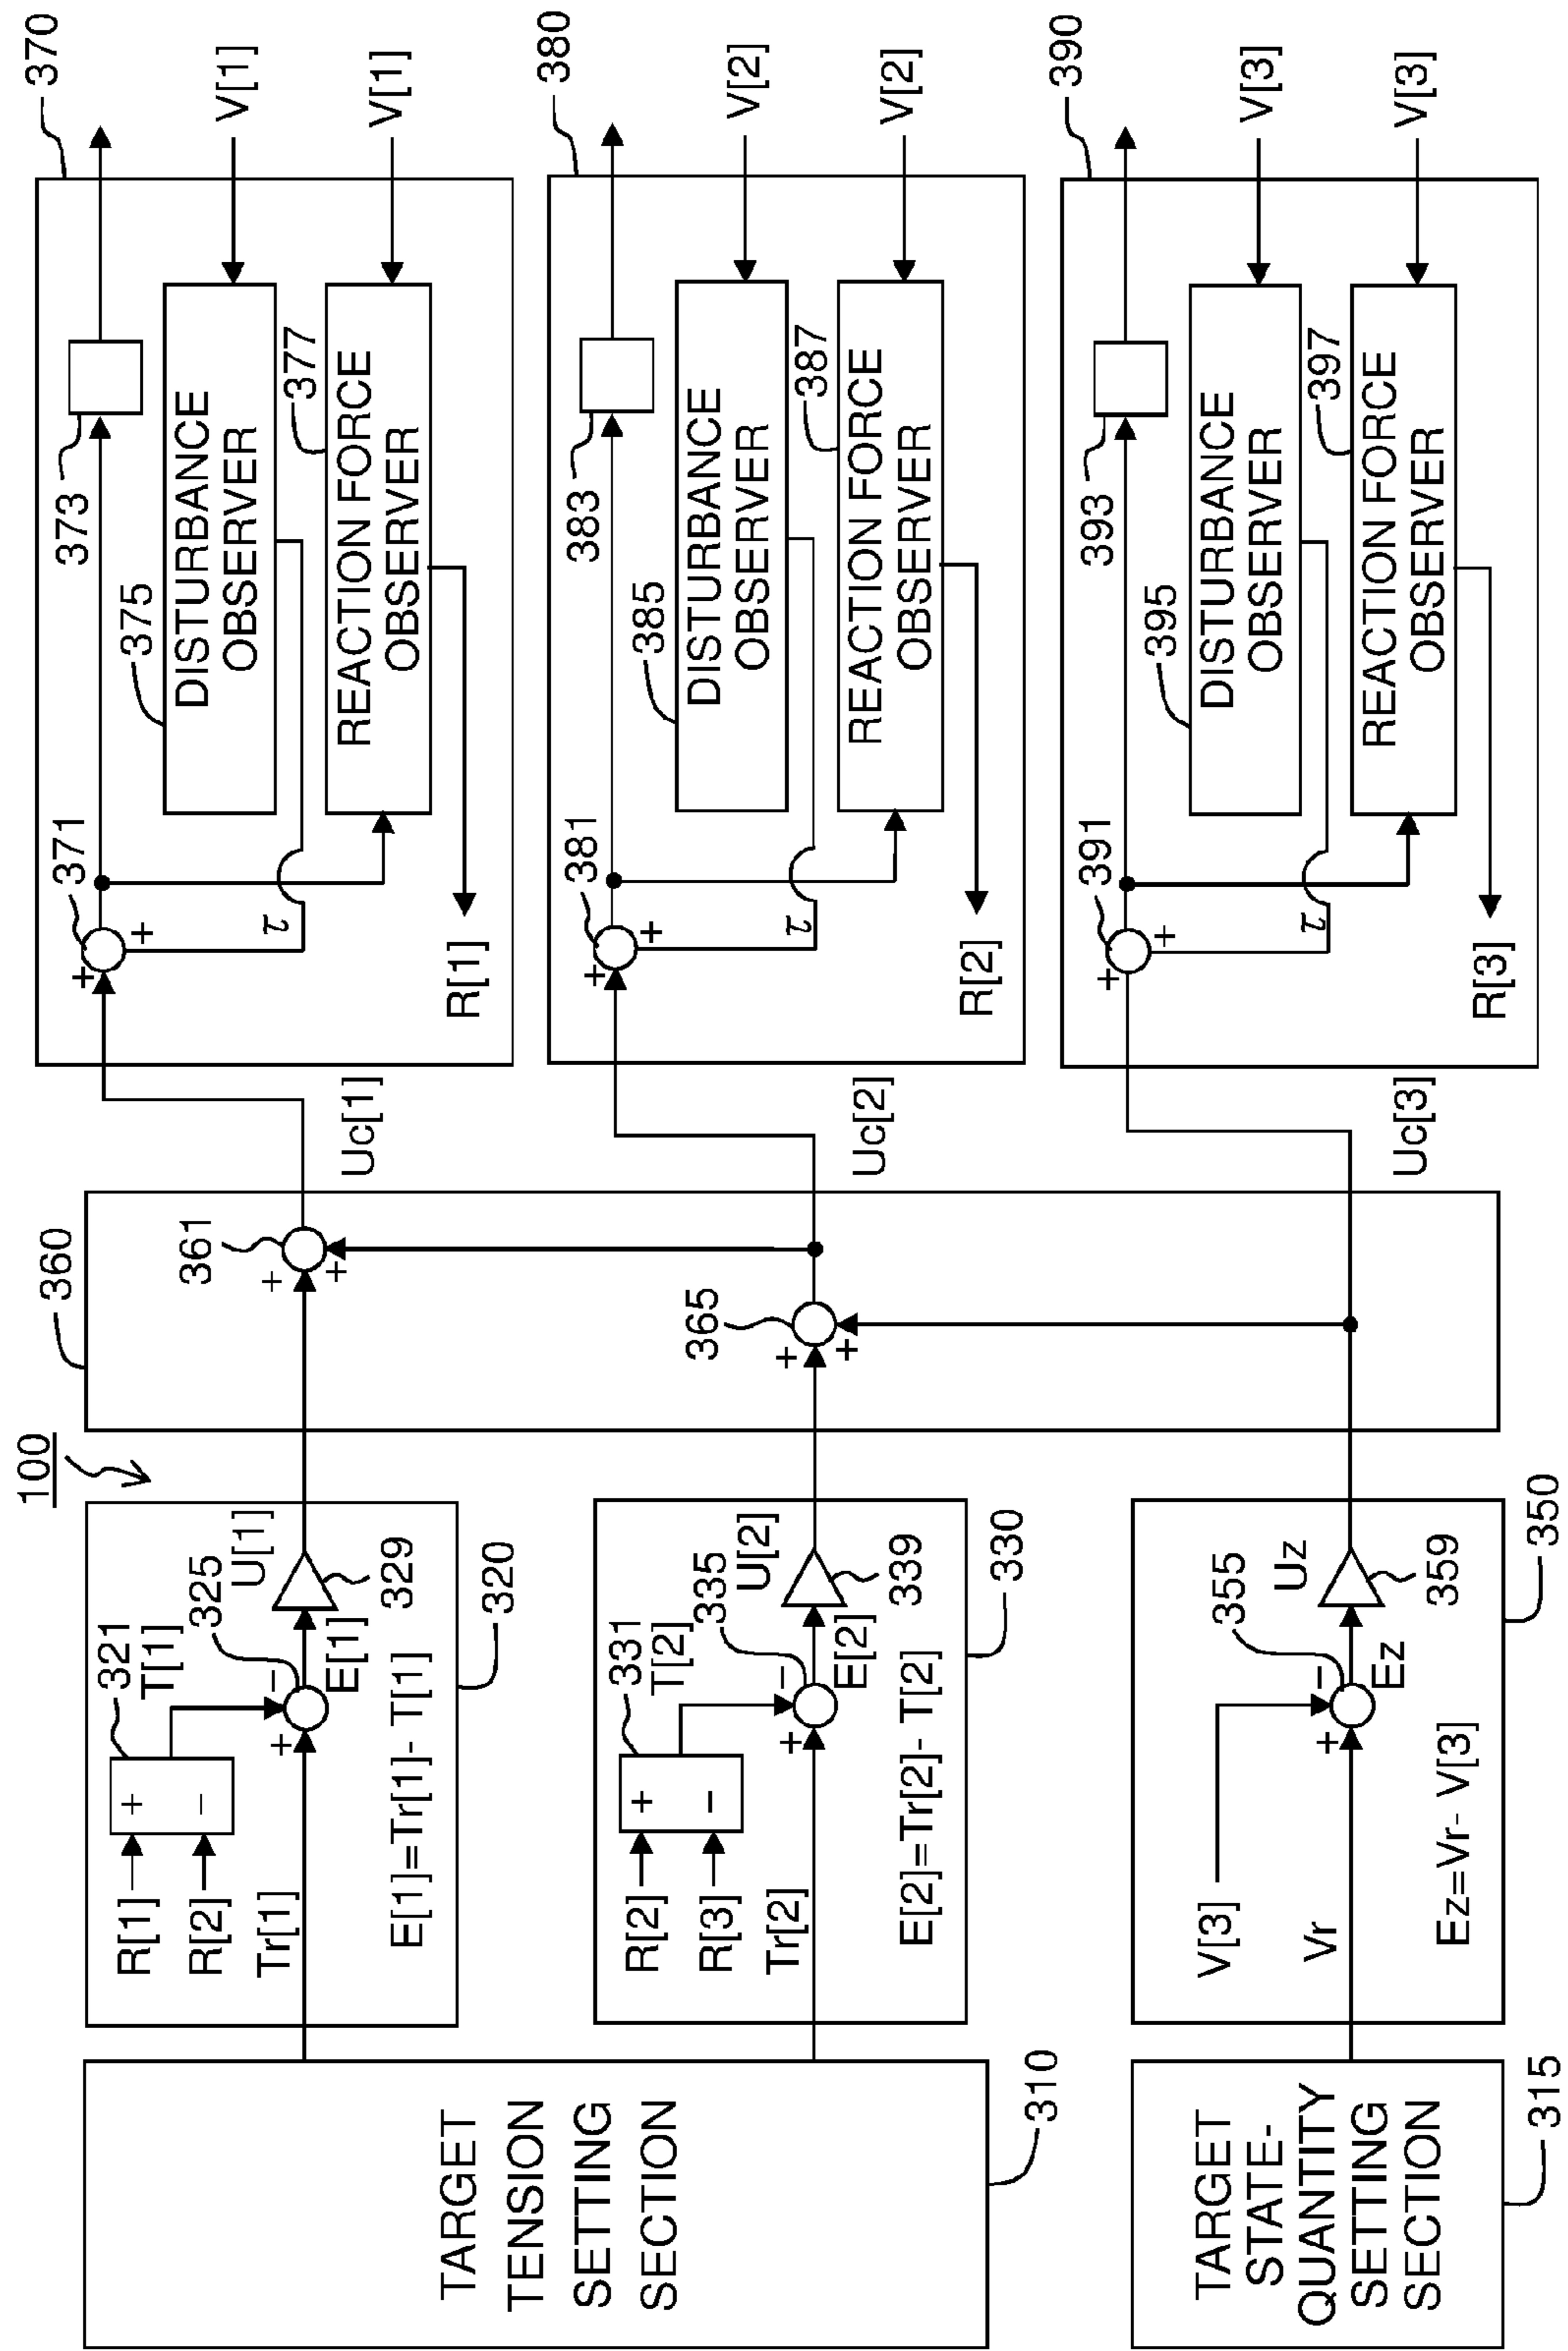 100
TARGET
TENSION
SETTING
SECTION
310
TARGET
STATE-
QUANTITY
SETTING
SECTION
315
R[1]
R[2]
+
−
321
T[1]
325
Tr[1]
+
−
E[1]
U[1]
329
E[1]=Tr[1]- T[1]
320
R[2]
R[3]
+
−
331
T[2]
335
Tr[2]
+
−
E[2]
U[2]
339
E[2]=Tr[2]- T[2]
330
V[3]
Vr
+
−
355
Ez
Uz
359
Ez=Vr- V[3]
350
360
361
+
+
365
+
+
Uc[1]
Uc[2]
Uc[3]
370
371
+
+
373
375
DISTURBANCE
OBSERVER
377
REACTION FORCE
OBSERVER
τ
R[1]
V[1]
V[1]
380
381
+
+
383
385
DISTURBANCE
OBSERVER
387
REACTION FORCE
OBSERVER
τ
R[2]
V[2]
V[2]
390
391
+
+
393
395
DISTURBANCE
OBSERVER
397
REACTION FORCE
OBSERVER
τ
R[3]
V[3]
V[3]